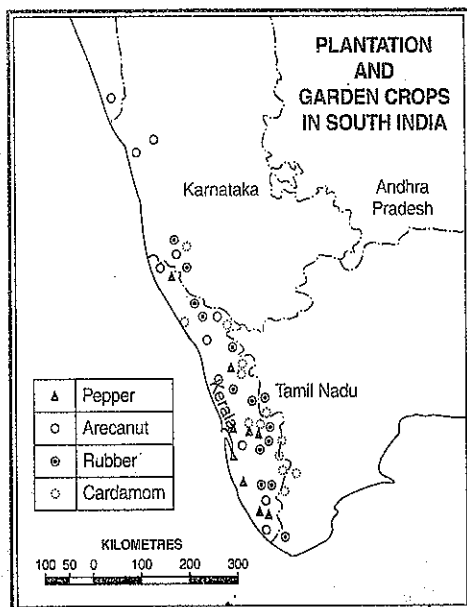 PLANTATION
AND
GARDEN CROPS
IN SOUTH INDIA
Karnataka
Andhra
Pradesh
Tamil Nadu
Kerala
Pepper
Arecanut
Rubber
Cardamom
KILOMETRES
100 50 0 100 200 300